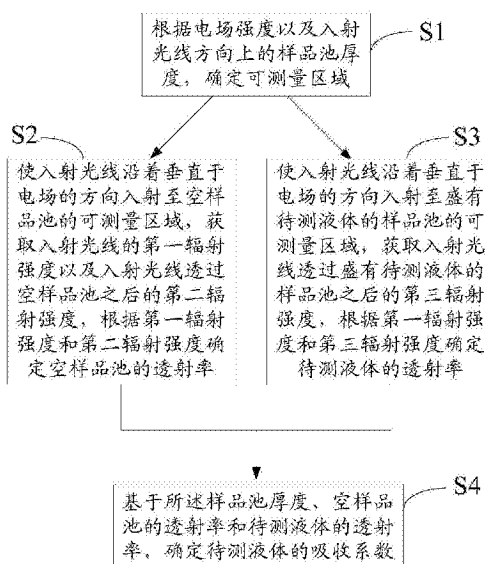 根据电场强度以及入射
光线方向上的样品池厚
度，确定可测量区域
S1
S2
使入射光线沿着垂直于
电场的方向入射至空样
品池的可测量区域，获
取入射光线的第一辐射
强度以及入射光线透过
空样品池之后的第二辐
射强度，根据第一辐射
强度和第二辐射强度确
定空样品池的透射率
S3
使入射光线沿着垂直于
电场的方向入射至盛有
待测液体的样品池的可
测量区域，获取入射光
线透过盛有待测液体的
样品池之后的第三辐射
强度，根据第一辐射强
度和第三辐射强度确定
待测液体的透射率
S4
基于所述样品池厚度、空样品
池的透射率和待测液体的透射
率，确定待测液体的吸收系数